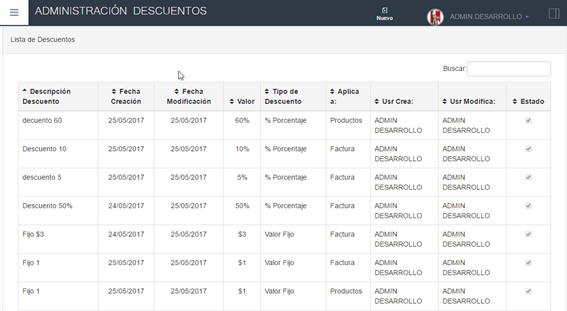 ADMINISTRACIÓN DESCUENTOS
Nuevo
ADMIN DESARROLLO
Lista de Descuentos
Buscar:
Descripción Descuento Fecha Creación Fecha Modificación Valor Tipo de Descuento Aplica a: Usr Crea: Usr Modifica: Estado
decuento 60 25/05/2017 25/05/2017 60% % Porcentaje Productos ADMIN DESARROLLO ADMIN DESARROLLO
Descuento 10 25/05/2017 25/05/2017 10% % Porcentaje Factura ADMIN DESARROLLO ADMIN DESARROLLO
descuento 5 25/05/2017 25/05/2017 5% % Porcentaje Factura ADMIN DESARROLLO ADMIN DESARROLLO
Descuento 50% 24/05/2017 25/05/2017 50% % Porcentaje Factura ADMIN DESARROLLO ADMIN DESARROLLO
Fijo $3 24/05/2017 25/05/2017 $3 Valor Fijo Factura ADMIN DESARROLLO ADMIN DESARROLLO
Fijo 1 25/05/2017 25/05/2017 $1 Valor Fijo Factura ADMIN DESARROLLO ADMIN DESARROLLO
Fijo 1 25/05/2017 25/05/2017 $1 Valor Fijo Productos ADMIN DESARROLLO ADMIN DESARROLLO